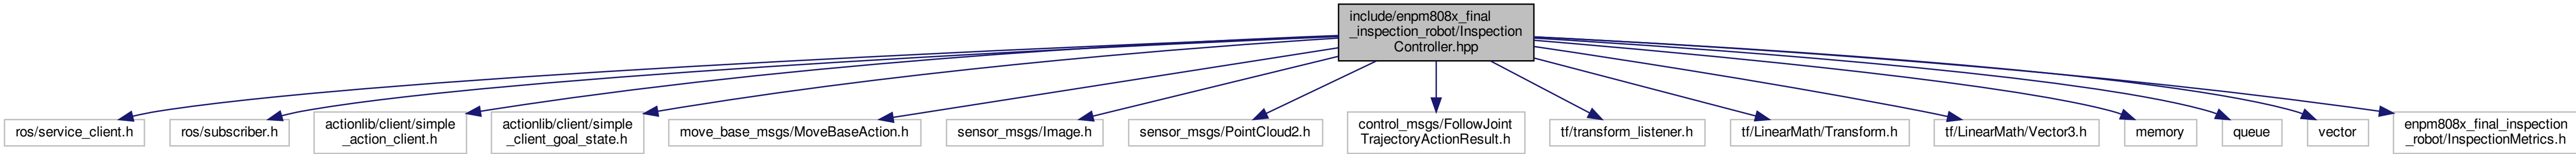 include/enpm808x_final
_inspection_robot/Inspection
Controller.hpp
ros/service_client.h
ros/subscriber.h
actionlib/client/simple
_action_client.h
actionlib/client/simple
_client_goal_state.h
move_base_msgs/MoveBaseAction.h
sensor_msgs/Image.h
sensor_msgs/PointCloud2.h
control_msgs/FollowJoint
TrajectoryActionResult.h
tf/transform_listener.h
tf/LinearMath/Transform.h
tf/LinearMath/Vector3.h
memory
queue
vector
enpm808x_final_inspection
_robot/InspectionMetrics.h